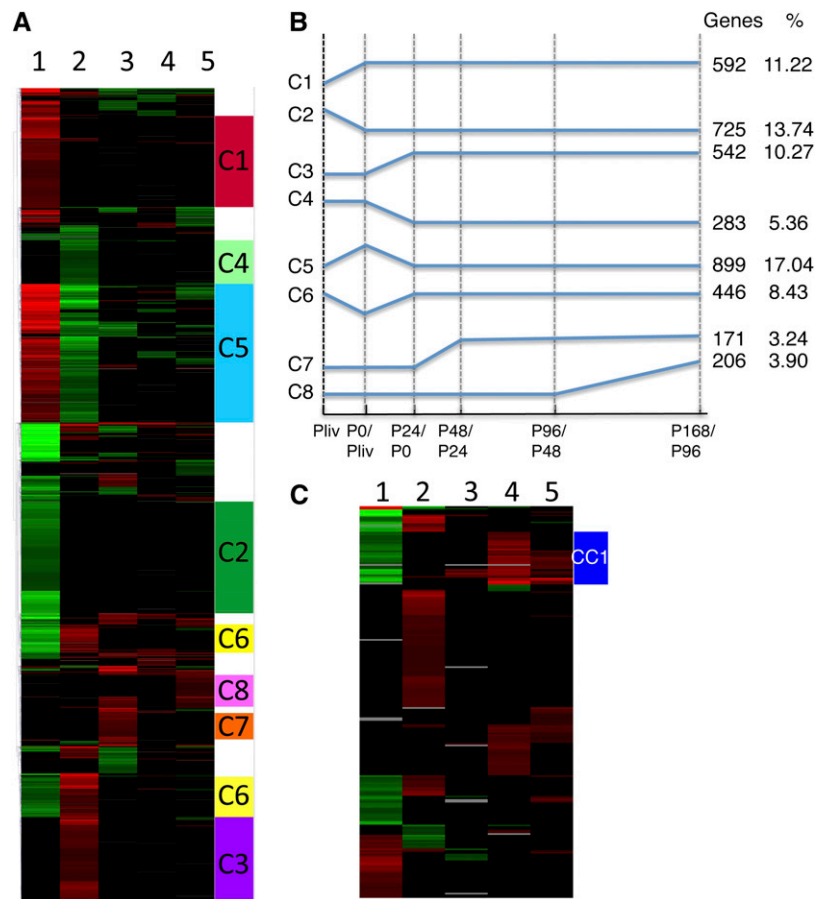 A
1 2 3 4 5
C1
C4
C5
C2
C6
C8
C7
C6
C3
B
Genes %
C1 592 11.22
C2 725 13.74
C3 542 10.27
C4 283 5.36
C5 899 17.04
C6 446 8.43
C7 171 3.24
C8 206 3.90
Pliv P0/ P24/ P48/ P96/ P168/
Pliv P0 P24 P48 P96
C
1 2 3 4 5
CC1